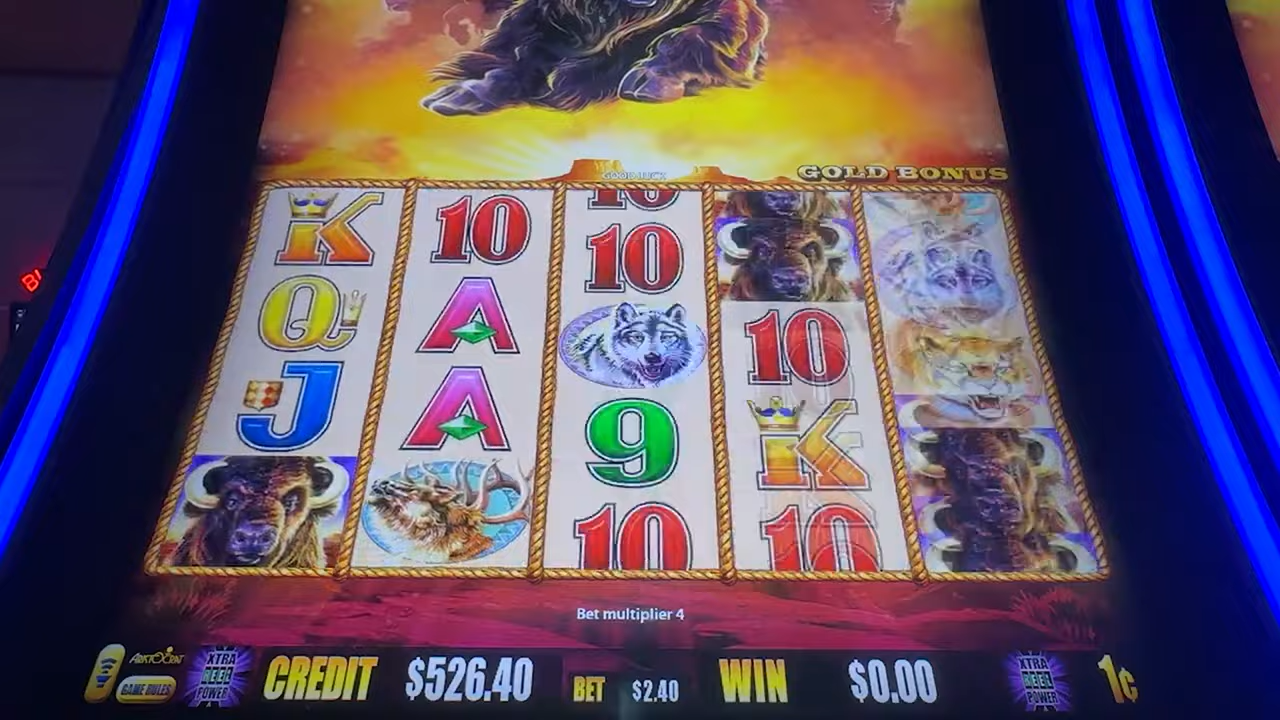 GOOD LUCK
GOLD BONUS
K
10
10
10
Q
A
10
J
A
9
K
10
10
Bet multiplier 4
ARISTOCRAT
GAME RULES
XTRA REEL POWER
CREDIT $526.40
BET $2.40
WIN $0.00
XTRA REEL POWER
1¢